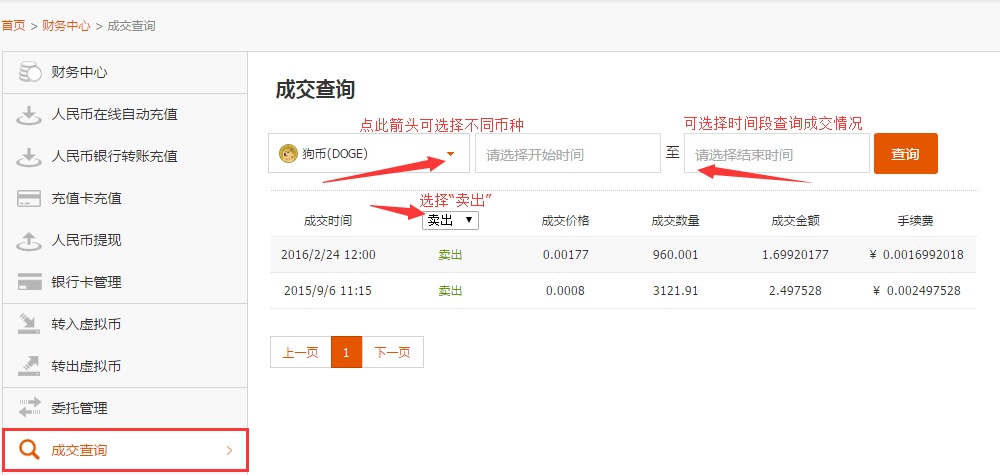 首页 > 财务中心 > 成交查询
财务中心
人民币在线自动充值
人民币银行转账充值
充值卡充值
人民币提现
银行卡管理
转入虚拟币
转出虚拟币
委托管理
成交查询
成交查询
点此箭头可选择不同币种
可选择时间段查询成交情况
狗币(DOGE) 请选择开始时间 至 请选择结束时间 查询
选择“卖出”
成交时间 卖出 成交价格 成交数量 成交金额 手续费
2016/2/24 12:00 卖出 0.00177 960.001 1.69920177 ¥ 0.0016992018
2015/9/6 11:15 卖出 0.0008 3121.91 2.497528 ¥ 0.002497528
上一页 1 下一页